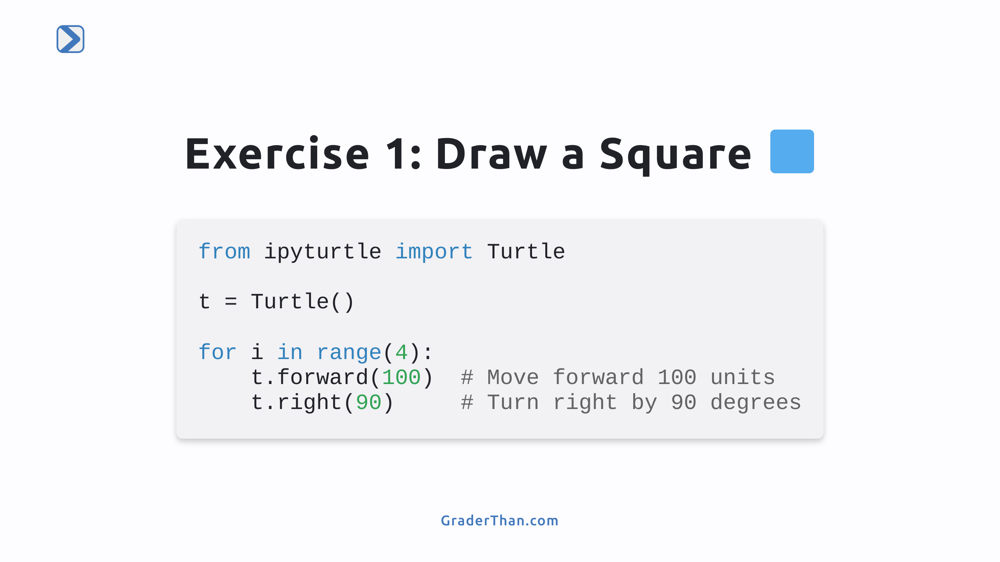 Exercise 1: Draw a Square
from ipyturtle import Turtle
t = Turtle()
for i in range(4):
    t.forward(100)  # Move forward 100 units
    t.right(90)     # Turn right by 90 degrees
GraderThan.com